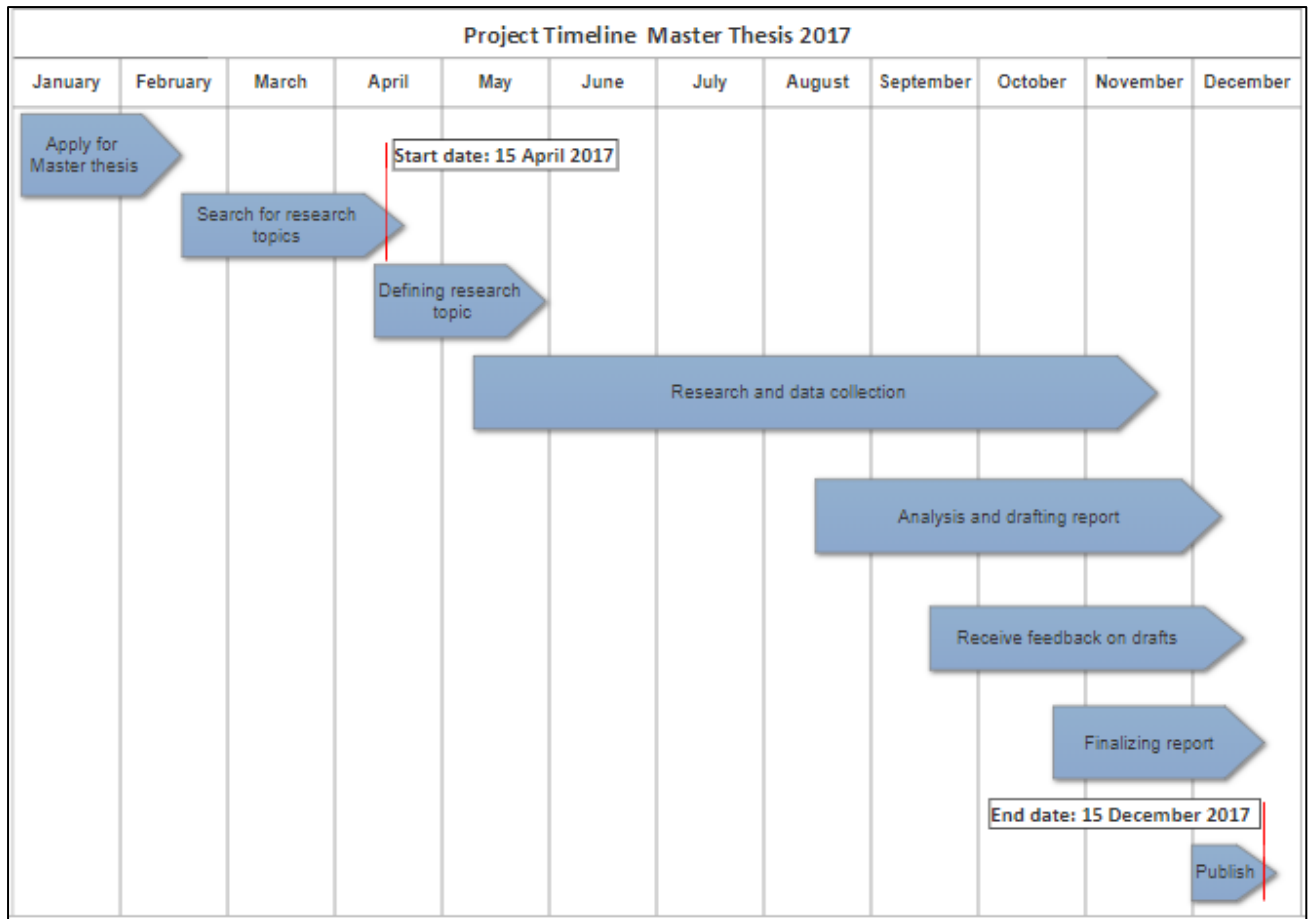 Project Timeline Master Thesis 2017
January February March April May June July August September October November December
Apply for
Master thesis
Start date: 15 April 2017
Search for research
topics
Defining research
topic
Research and data collection
Analysis and drafting report
Receive feedback on drafts
Finalizing report
End date: 15 December 2017
Publish